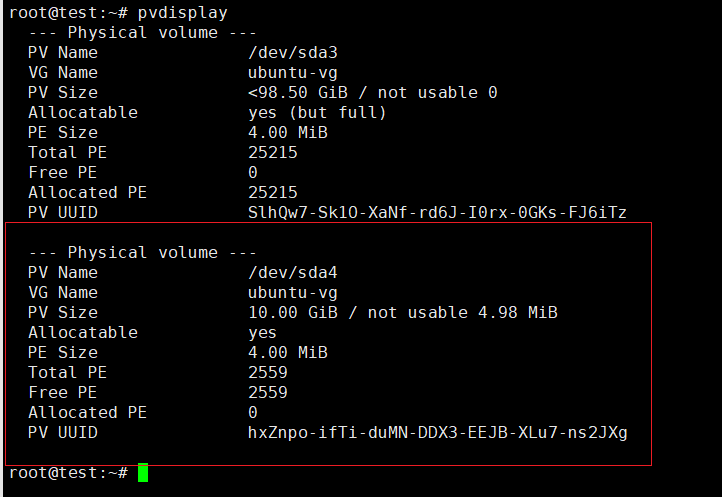 root@test:~# pvdisplay
--- Physical volume ---
PV Name /dev/sda3
VG Name ubuntu-vg
PV Size <98.50 GiB / not usable 0
Allocatable yes (but full)
PE Size 4.00 MiB
Total PE 25215
Free PE 0
Allocated PE 25215
PV UUID SlhQw7-Sk1O-XaNf-rd6J-I0rx-0GKs-FJ6iTz
--- Physical volume ---
PV Name /dev/sda4
VG Name ubuntu-vg
PV Size 10.00 GiB / not usable 4.98 MiB
Allocatable yes
PE Size 4.00 MiB
Total PE 2559
Free PE 2559
Allocated PE 0
PV UUID hxZnpo-ifTi-duMN-DDX3-EEJB-XLu7-ns2JXg
root@test:~#